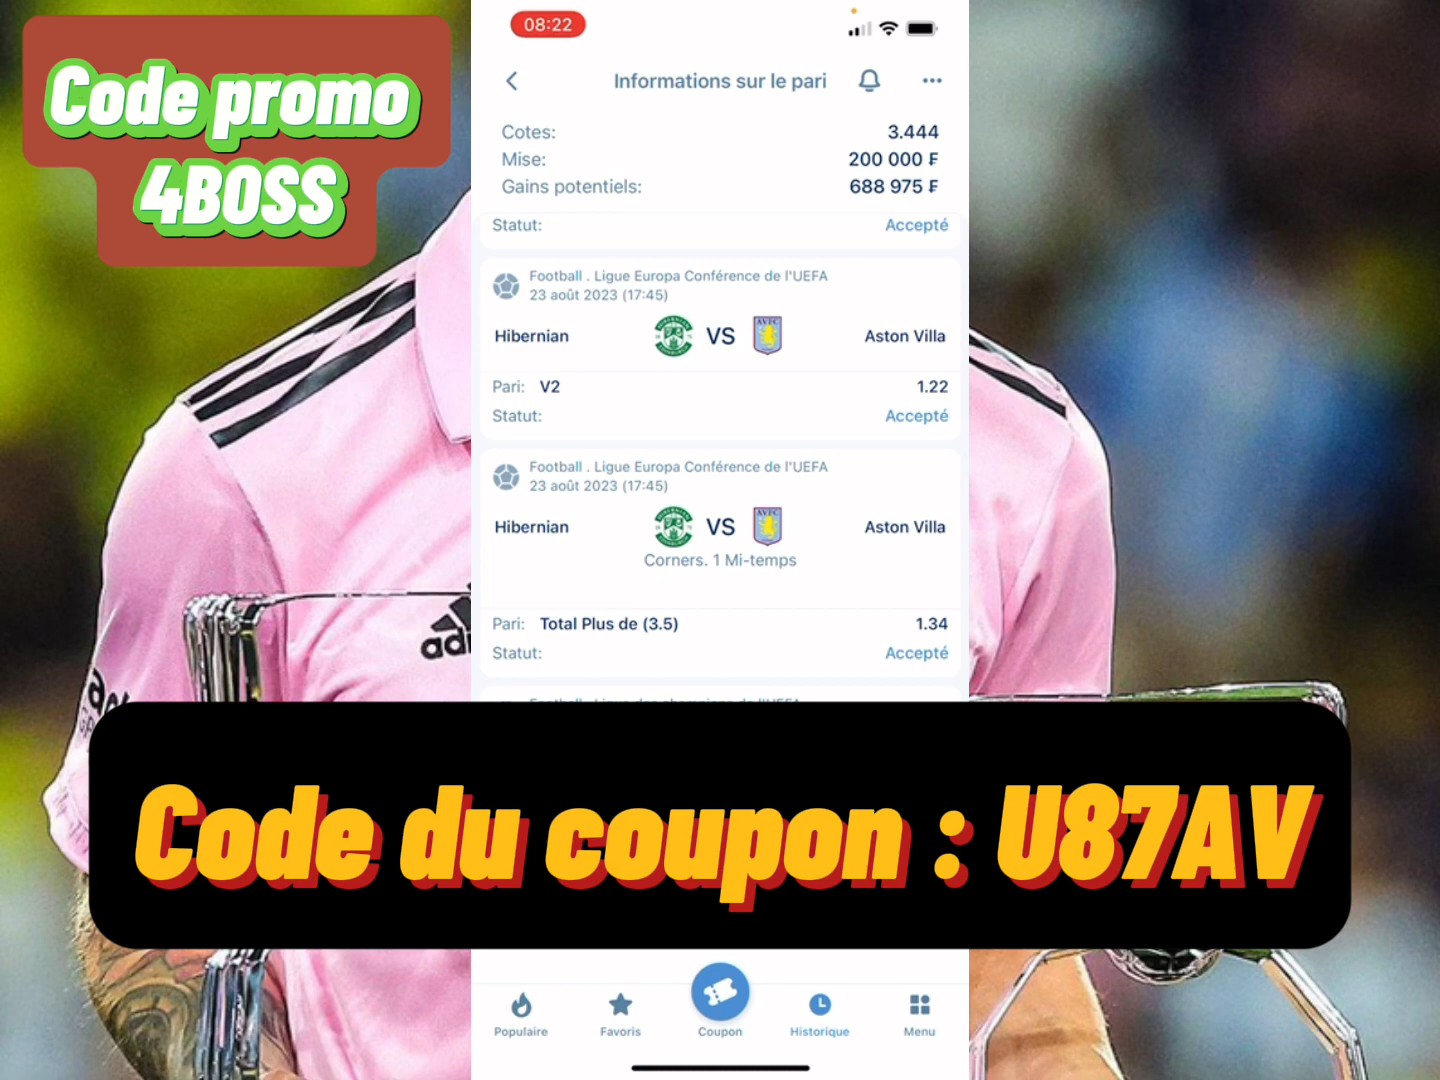 Code promo
4BOSS
08:22
Informations sur le pari
Cotes: 3.444
Mise: 200 000 ₣
Gains potentiels: 688 975 ₣
Statut: Accepté
Football . Ligue Europa Conférence de l'UEFA
23 août 2023 (17:45)
Hibernian VS Aston Villa
Pari: V2 1.22
Statut: Accepté
Football . Ligue Europa Conférence de l'UEFA
23 août 2023 (17:45)
Hibernian VS Aston Villa
Corners. 1 Mi-temps
Pari: Total Plus de (3.5) 1.34
Statut: Accepté
Code du coupon : U87AV
Populaire Favoris Coupon Historique Menu